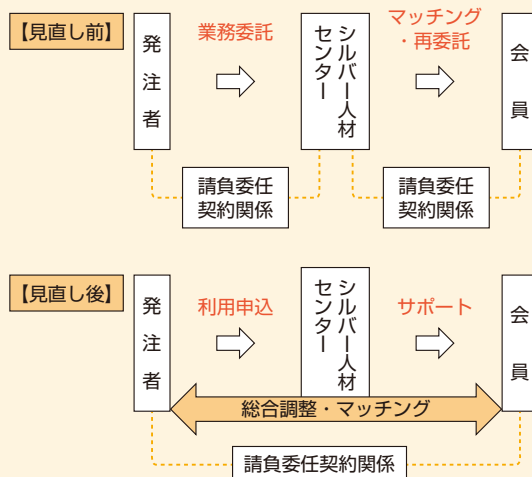 【見直し前】
発注者
業務委託
シルバー人材
センター
マッチング
・再委託
会員
請負委任
契約関係
請負委任
契約関係
【見直し後】
発注者
利用申込
シルバー人材
センター
サポート
会員
総合調整・マッチング
請負委任契約関係